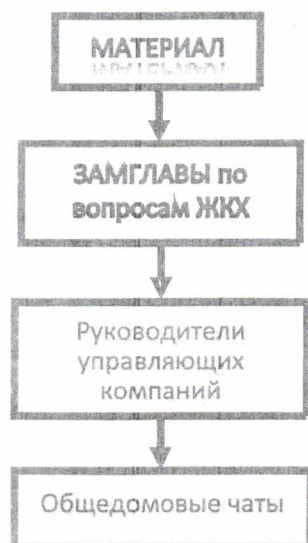 МАТЕРИАЛ
ЗАМГЛАВЫ по
вопросам ЖКХ
Руководители
управляющих
компаний
Общедомовые чаты